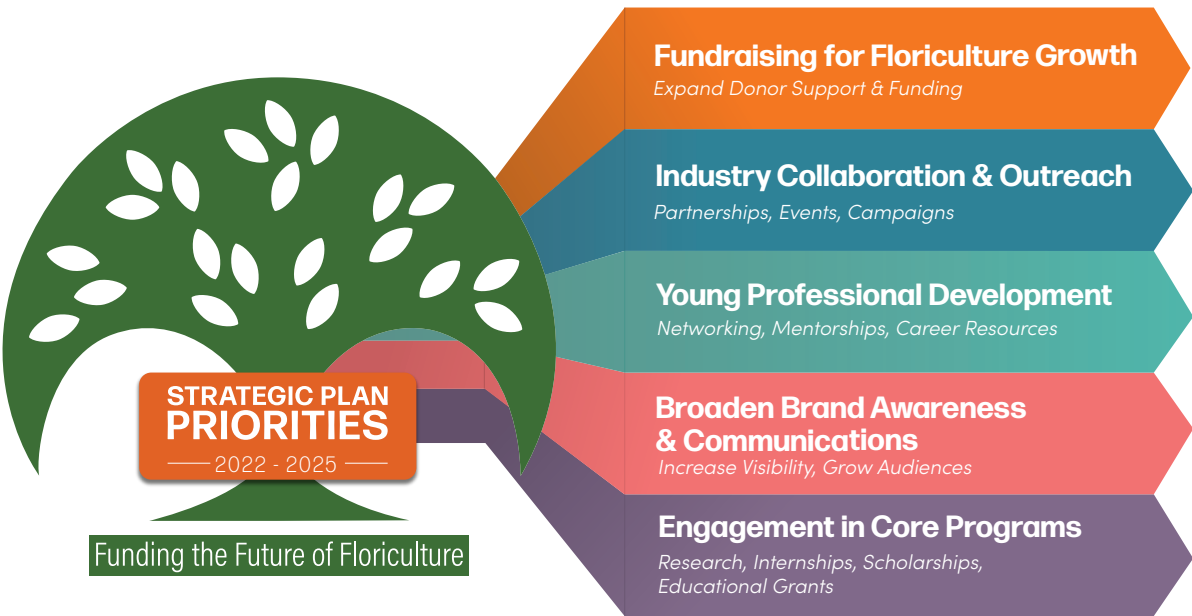 STRATEGIC PLAN
PRIORITIES
2022 - 2025
Funding the Future of Floriculture
Fundraising for Floriculture Growth
Expand Donor Support & Funding
Industry Collaboration & Outreach
Partnerships, Events, Campaigns
Young Professional Development
Networking, Mentorships, Career Resources
Broaden Brand Awareness
& Communications
Increase Visibility, Grow Audiences
Engagement in Core Programs
Research, Internships, Scholarships,
Educational Grants